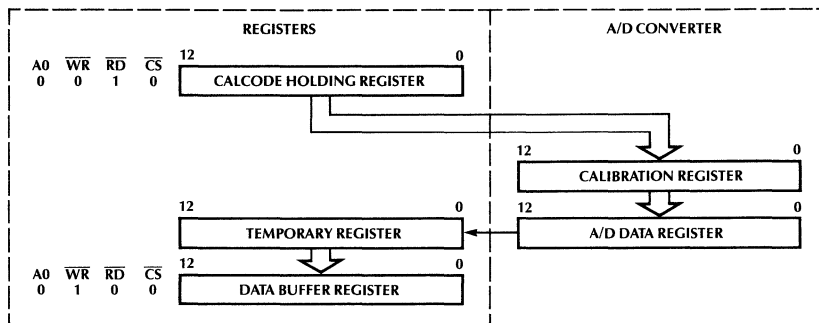 REGISTERS A/D CONVERTER
12 0
A0 WR RD CS
0 0 1 0
CALCODE HOLDING REGISTER
12 0
CALIBRATION REGISTER
12 0 12 0
TEMPORARY REGISTER A/D DATA REGISTER
12 0
A0 WR RD CS
0 1 0 0
DATA BUFFER REGISTER